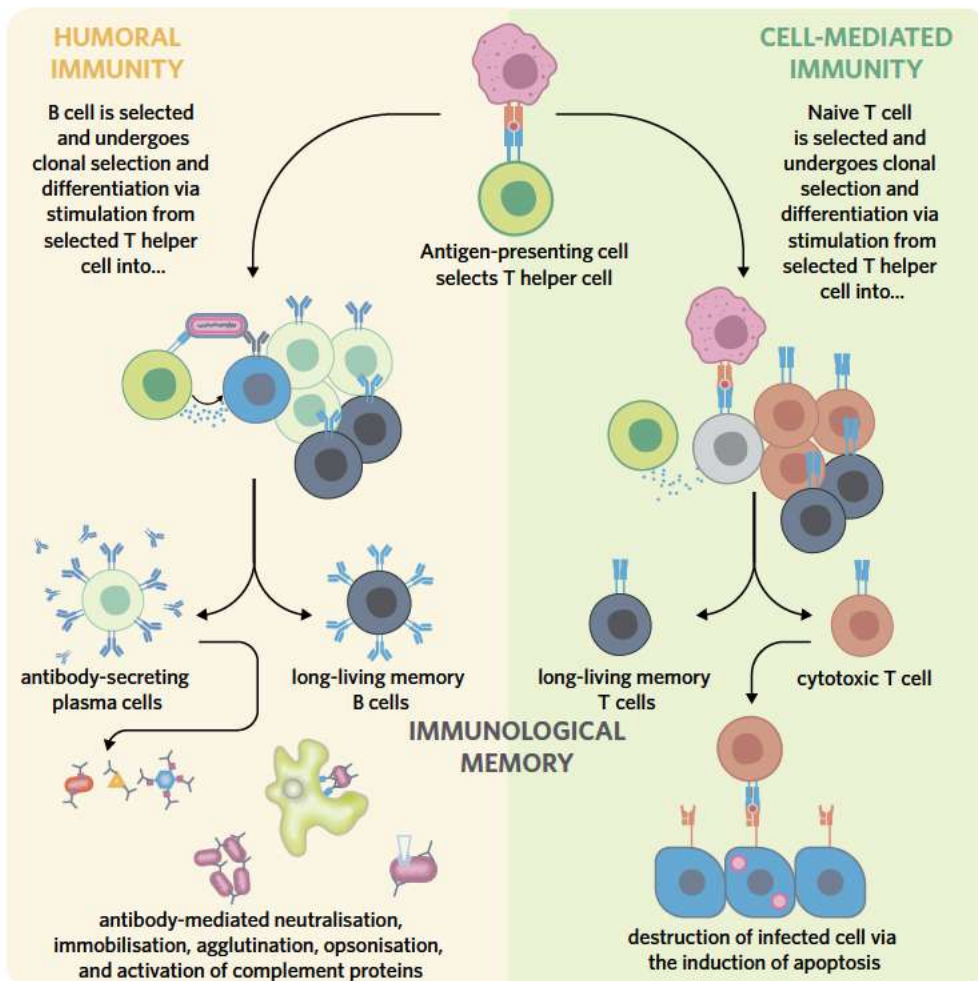 HUMORAL
IMMUNITY
B cell is selected
and undergoes
clonal selection and
differentiation via
stimulation from
selected T helper
cell into...
Antigen-presenting cell
selects T helper cell
CELL-MEDIATED
IMMUNITY
Naive T cell
is selected and
undergoes clonal
selection and
differentiation via
stimulation from
selected T helper
cell into...
antibody-secreting
plasma cells
long-living memory
B cells
long-living memory
T cells
cytotoxic T cell
IMMUNOLOGICAL
MEMORY
antibody-mediated neutralisation,
immobilisation, agglutination, opsonisation,
and activation of complement proteins
destruction of infected cell via
the induction of apoptosis